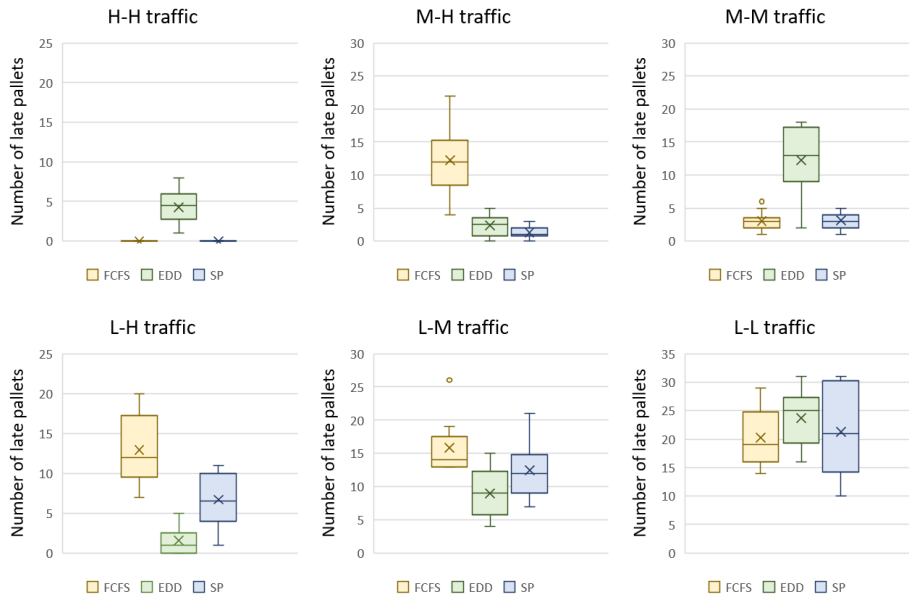 H-H traffic
Number of late pallets
25
20
15
10
5
0
FCFS EDD SP
M-H traffic
Number of late pallets
30
25
20
15
10
5
0
FCFS EDD SP
M-M traffic
Number of late pallets
30
25
20
15
10
5
0
FCFS EDD SP
L-H traffic
Number of late pallets
25
20
15
10
5
0
FCFS EDD SP
L-M traffic
Number of late pallets
30
25
20
15
10
5
0
FCFS EDD SP
L-L traffic
Number of late pallets
35
30
25
20
15
10
5
0
FCFS EDD SP